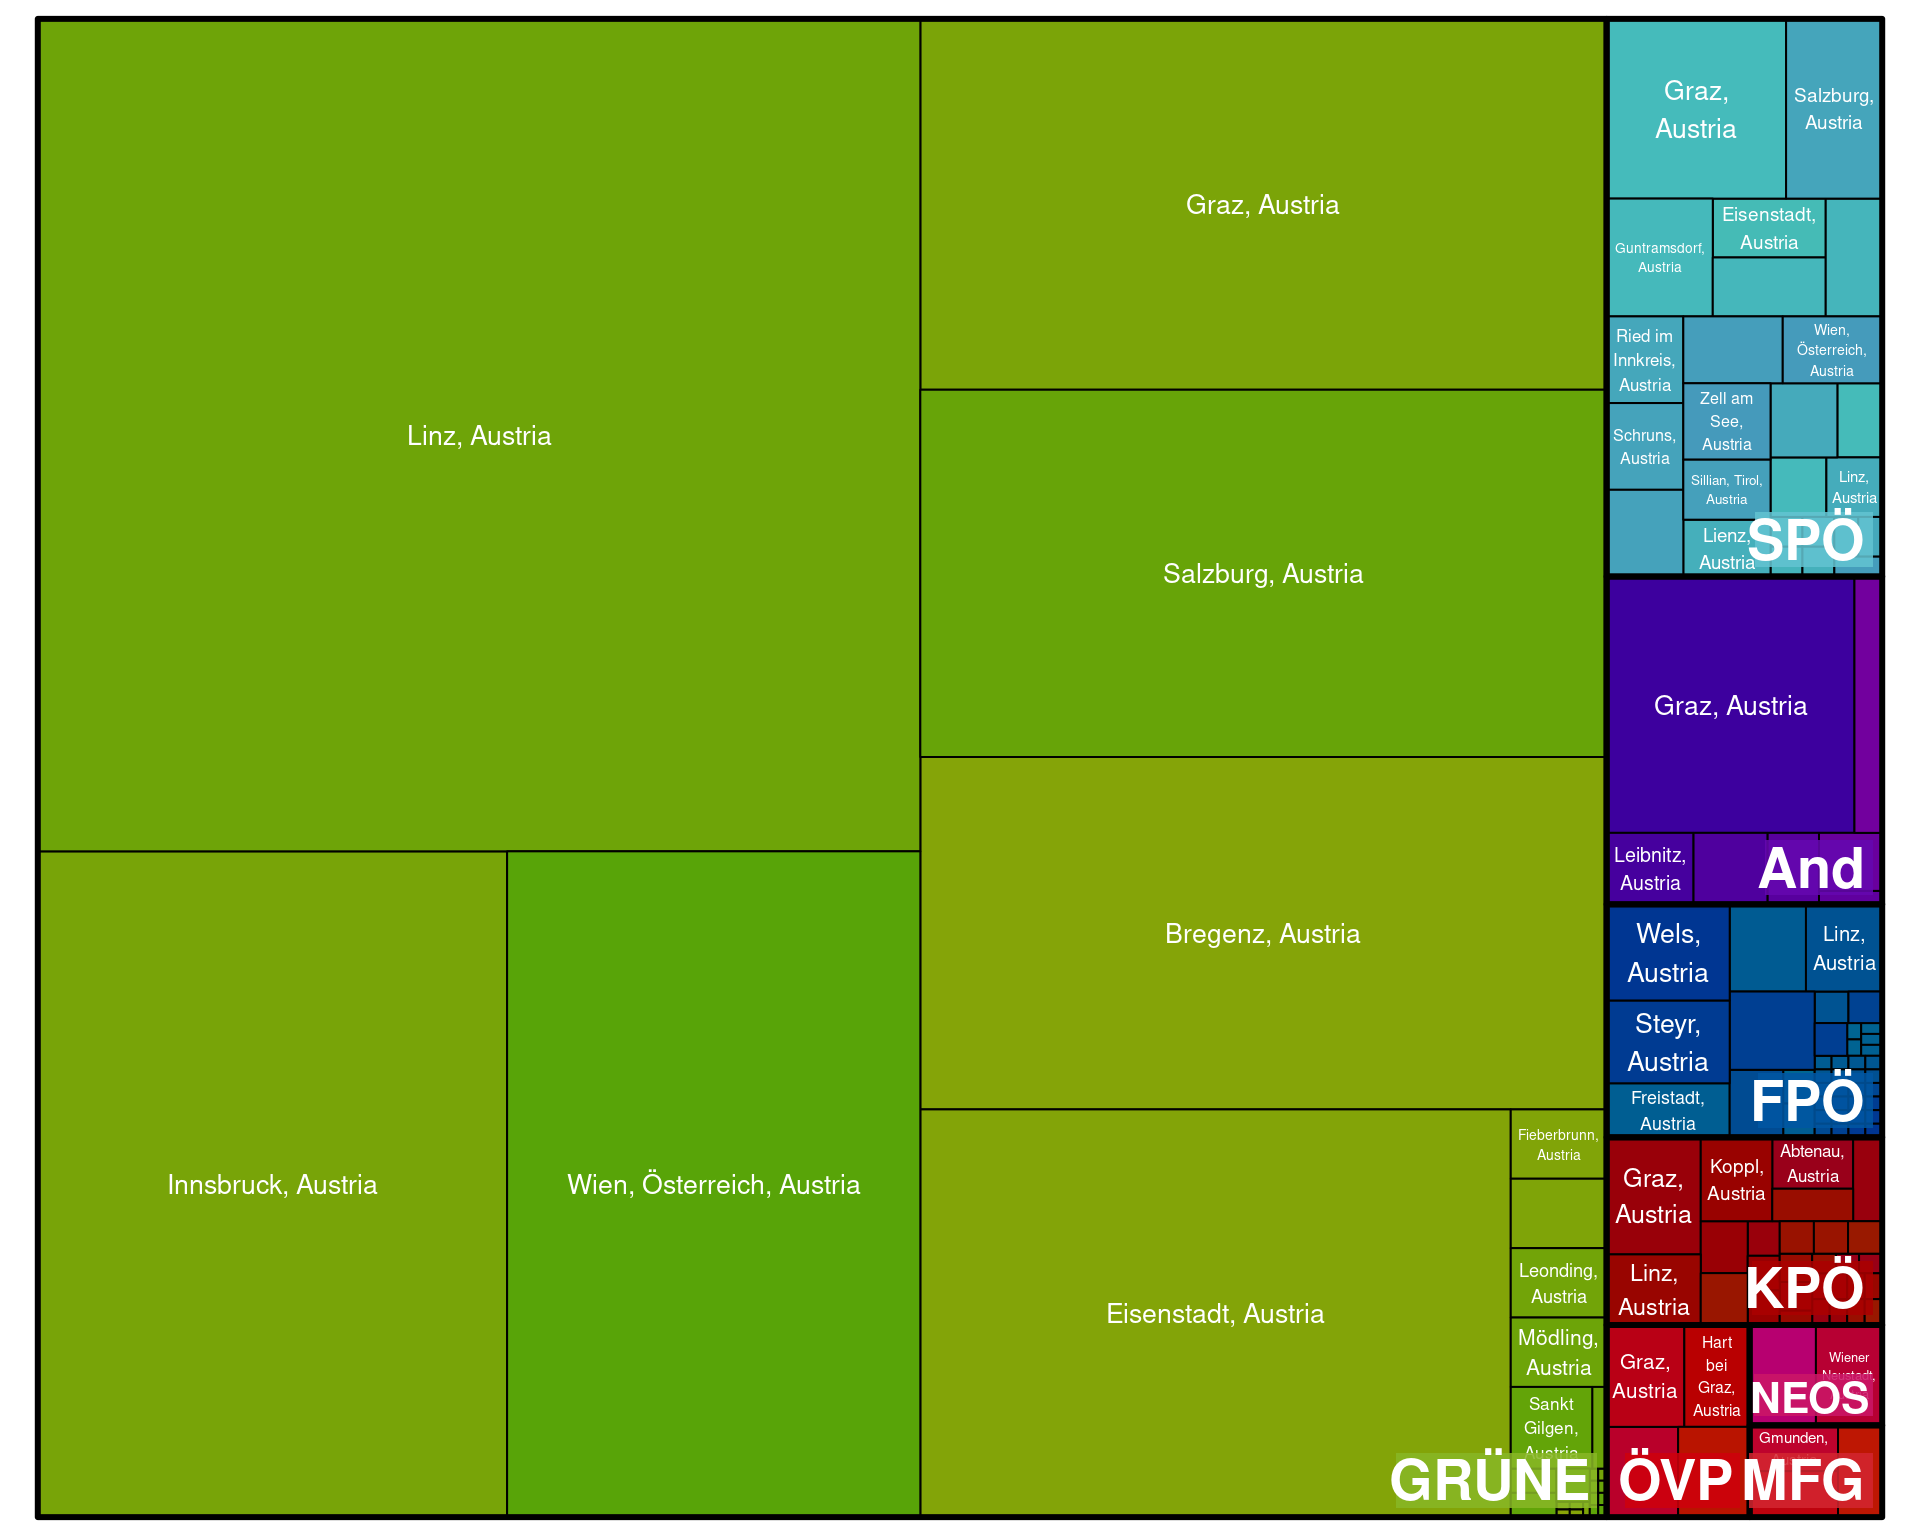 Linz, Austria
Graz, Austria
Salzburg, Austria
Bregenz, Austria
Innsbruck, Austria
Wien, Österreich, Austria
Eisenstadt, Austria
Fieberbrunn,
Austria
Leonding,
Austria
Mödling,
Austria
Sankt
Gilgen,
Austria
GRÜNE
Graz,
Austria
Salzburg,
Austria
Guntramsdorf,
Austria
Eisenstadt,
Austria
Ried im
Innkreis,
Austria
Wien,
Österreich,
Austria
Zell am
See,
Austria
Schruns,
Austria
Sillian, Tirol,
Austria
Linz,
Austria
Lienz,
Austria
SPÖ
Graz, Austria
Leibnitz,
Austria
And
Wels,
Austria
Linz,
Austria
Steyr,
Austria
Freistadt,
Austria
FPÖ
Graz,
Austria
Koppl,
Austria
Abtenau,
Austria
Linz,
Austria
KPÖ
Graz,
Austria
Hart
bei
Graz,
Austria
ÖVP
Wiener
Neustadt,
NEOS
Gmunden,
MFG